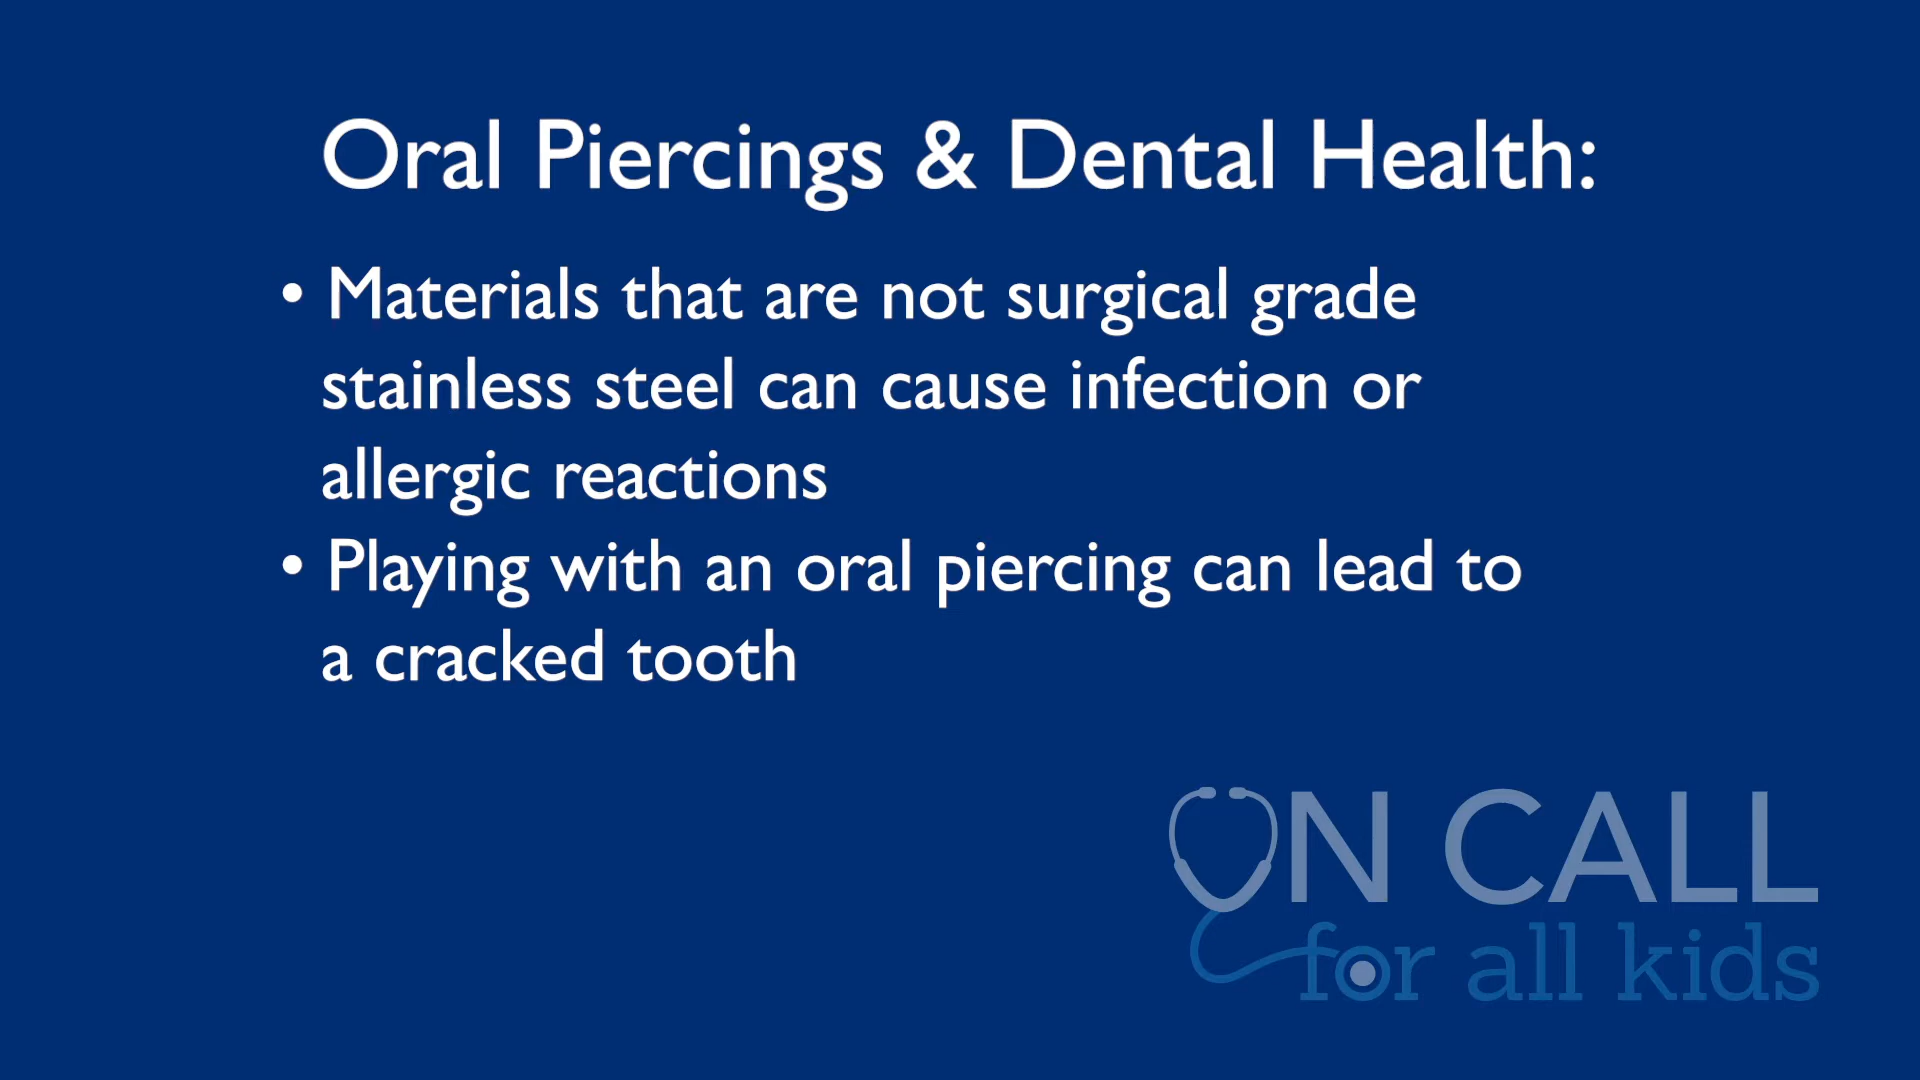 Oral Piercings & Dental Health:
• Materials that are not surgical grade
stainless steel can cause infection or
allergic reactions
• Playing with an oral piercing can lead to
a cracked tooth
ON CALL
for all kids